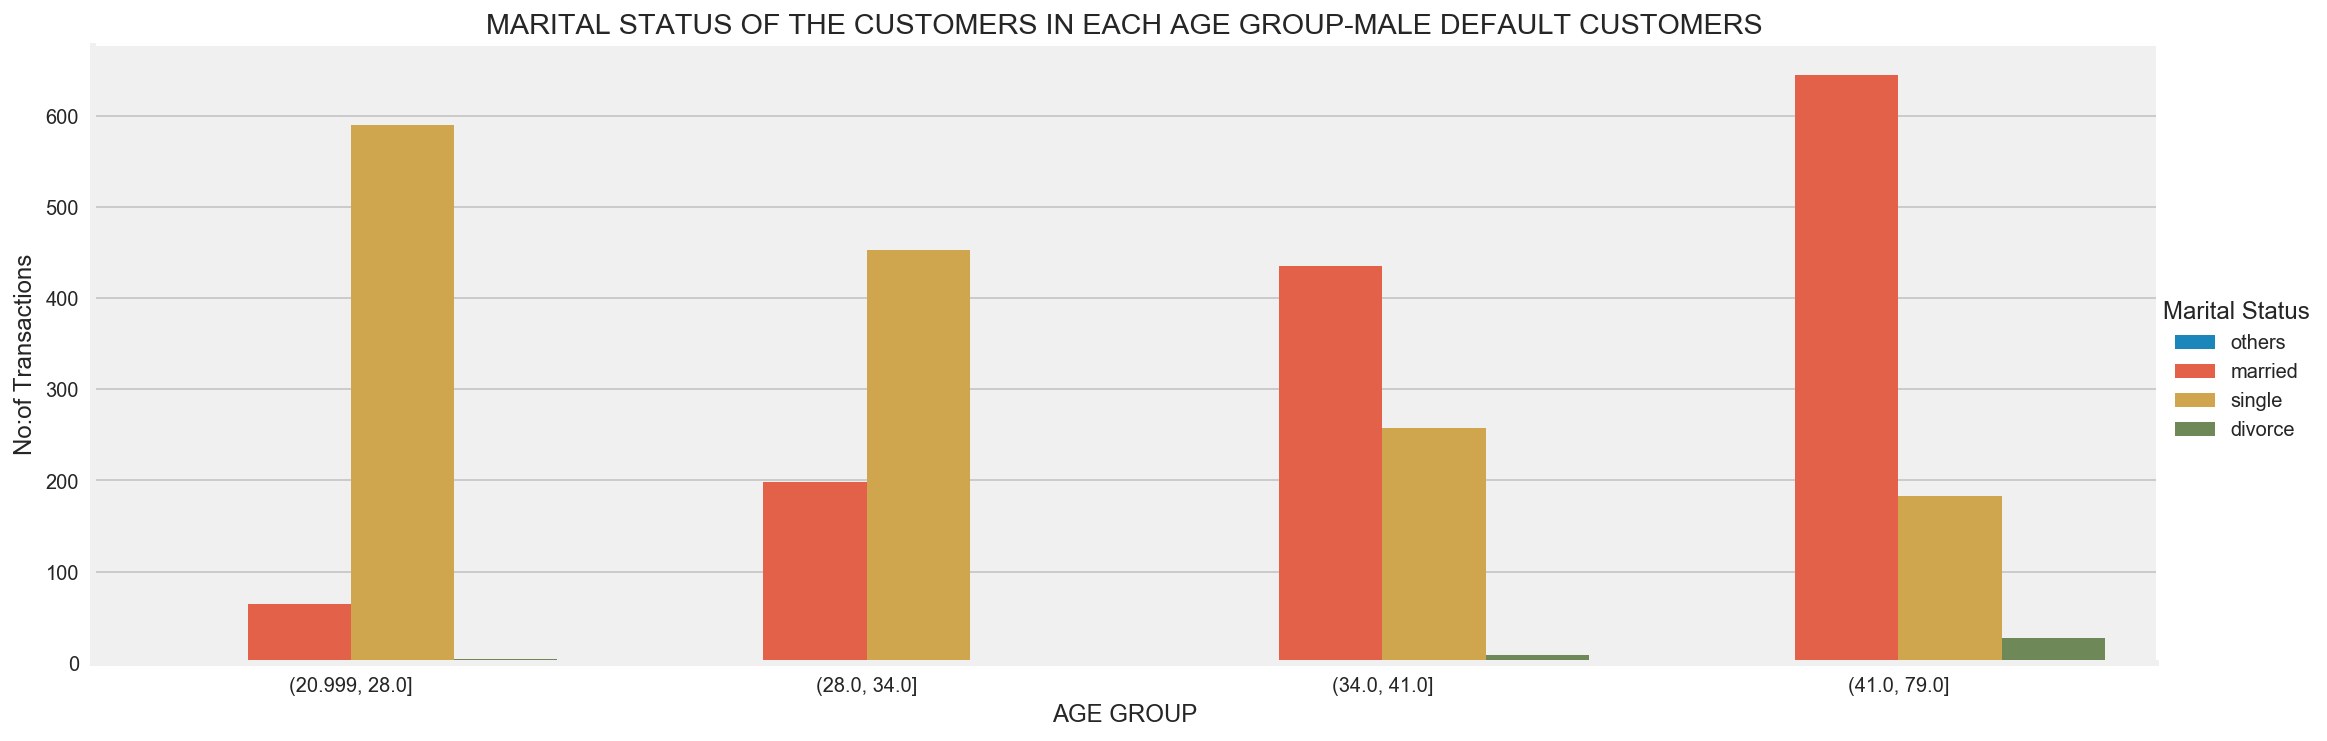 MARITAL STATUS OF THE CUSTOMERS IN EACH AGE GROUP-MALE DEFAULT CUSTOMERS
No:of Transactions
600
500
400
300
200
100
0
(20.999, 28.0]
(28.0, 34.0]
(34.0, 41.0]
(41.0, 79.0]
AGE GROUP
Marital Status
others
married
single
divorce